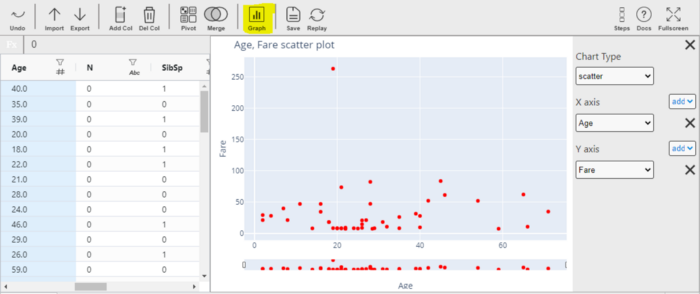 Undo Import Export Add Col Del Col Pivot Merge Graph Save Replay Steps Docs Fullscreen
Fx 0
Age N Abc SibSp
40.0 0 1
35.0 0 0
39.0 0 1
20.0 0 0
18.0 0 1
22.0 0 1
21.0 0 0
28.0 0 0
24.0 0 0
46.0 0 1
29.0 0 0
26.0 0 1
59.0 0 0
Age, Fare scatter plot
250
200
150
100
50
0
Fare
0 20 40 60
0
Age
Chart Type
scatter
X axis add
Age
Y axis add
Fare